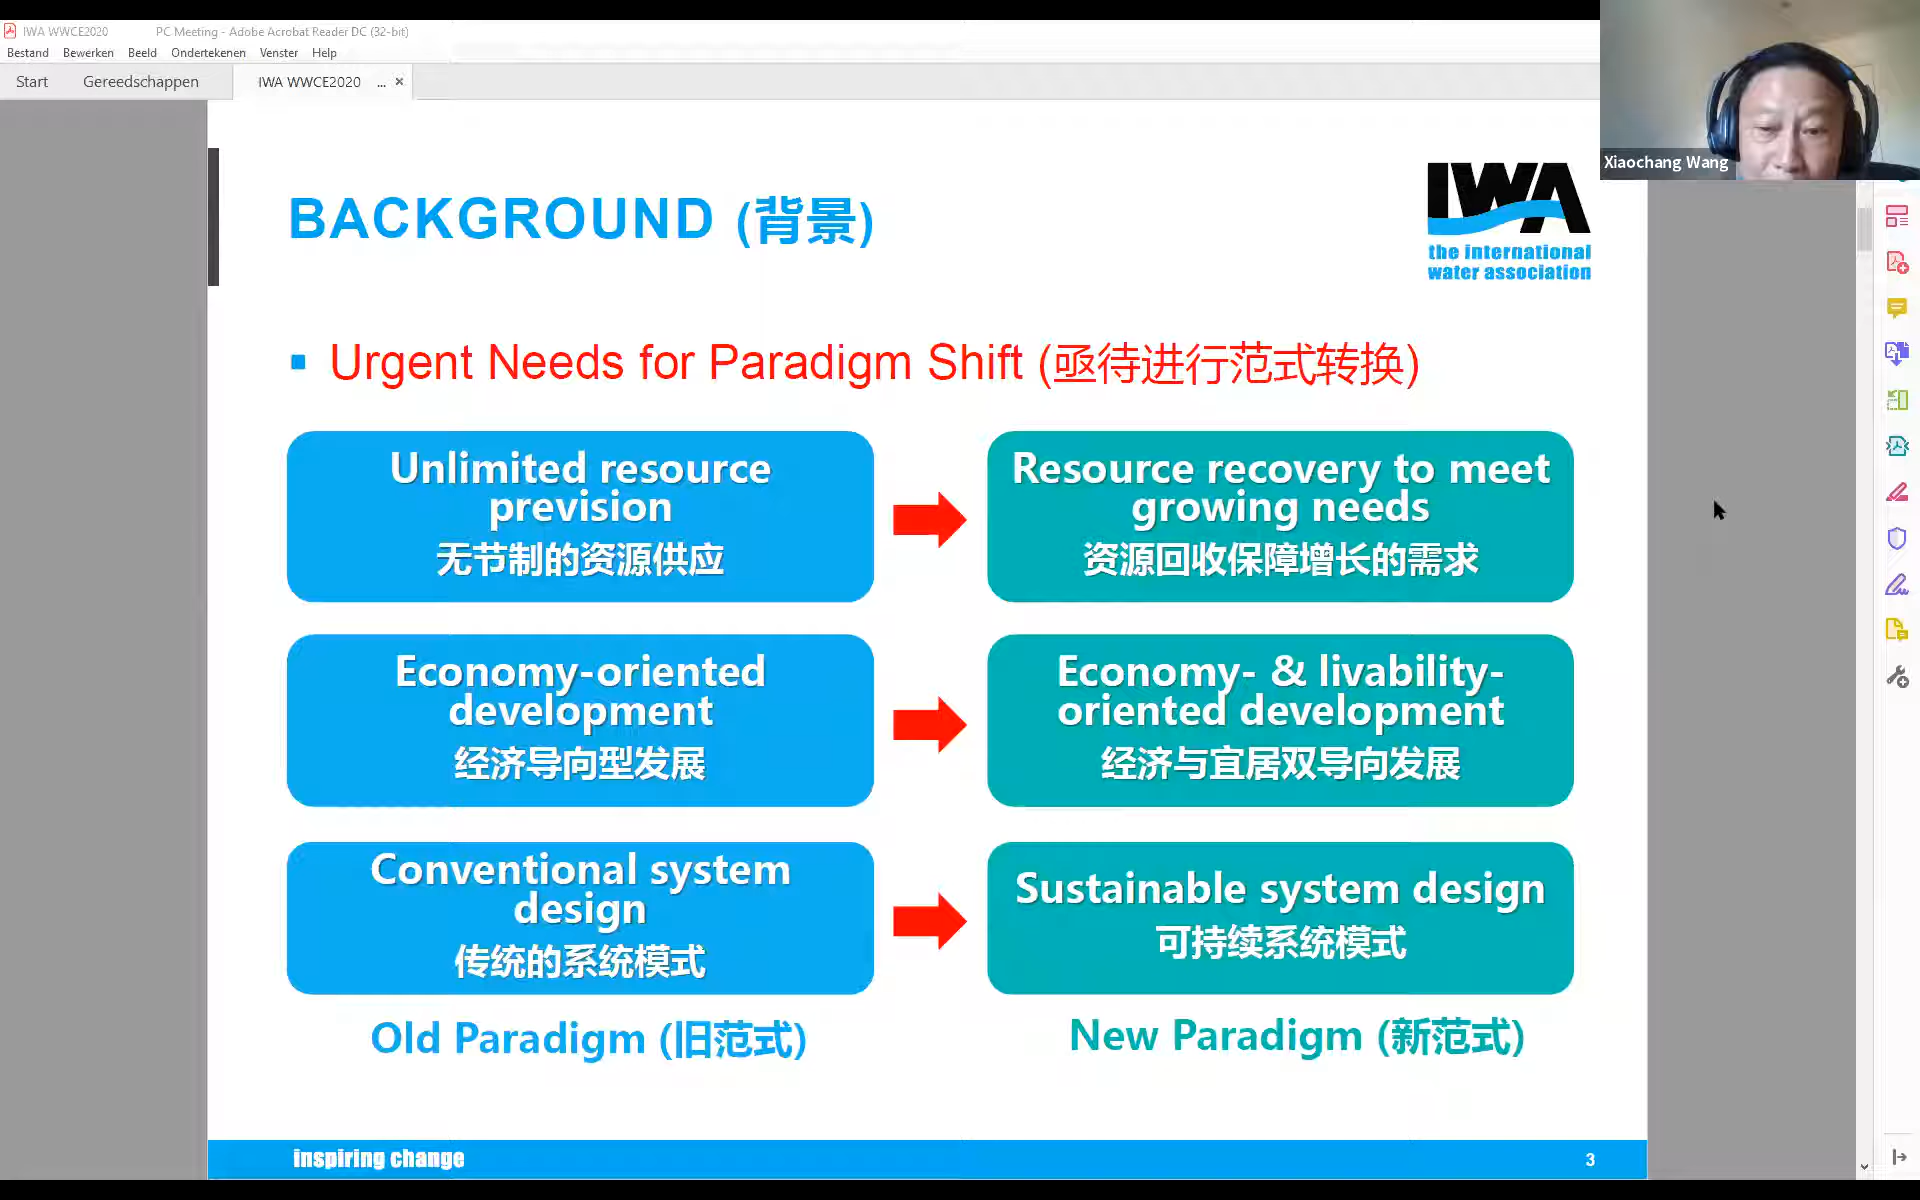 IWA WWCE2020 PC Meeting - Adobe Acrobat Reader DC (32-bit)
Bestand Bewerken Beeld Ondertekenen Venster Help
Start Gereedschappen IWA WWCE2020 ... ×
Xiaochang Wang
BACKGROUND (背景)
IWA
the international
water association
Urgent Needs for Paradigm Shift (亟待进行范式转换)
Unlimited resource
prevision
无节制的资源供应
Resource recovery to meet
growing needs
资源回收保障增长的需求
Economy-oriented
development
经济导向型发展
Economy- & livability-
oriented development
经济与宜居双导向发展
Conventional system
design
传统的系统模式
Sustainable system design
可持续系统模式
Old Paradigm (旧范式)
New Paradigm (新范式)
inspiring change
3